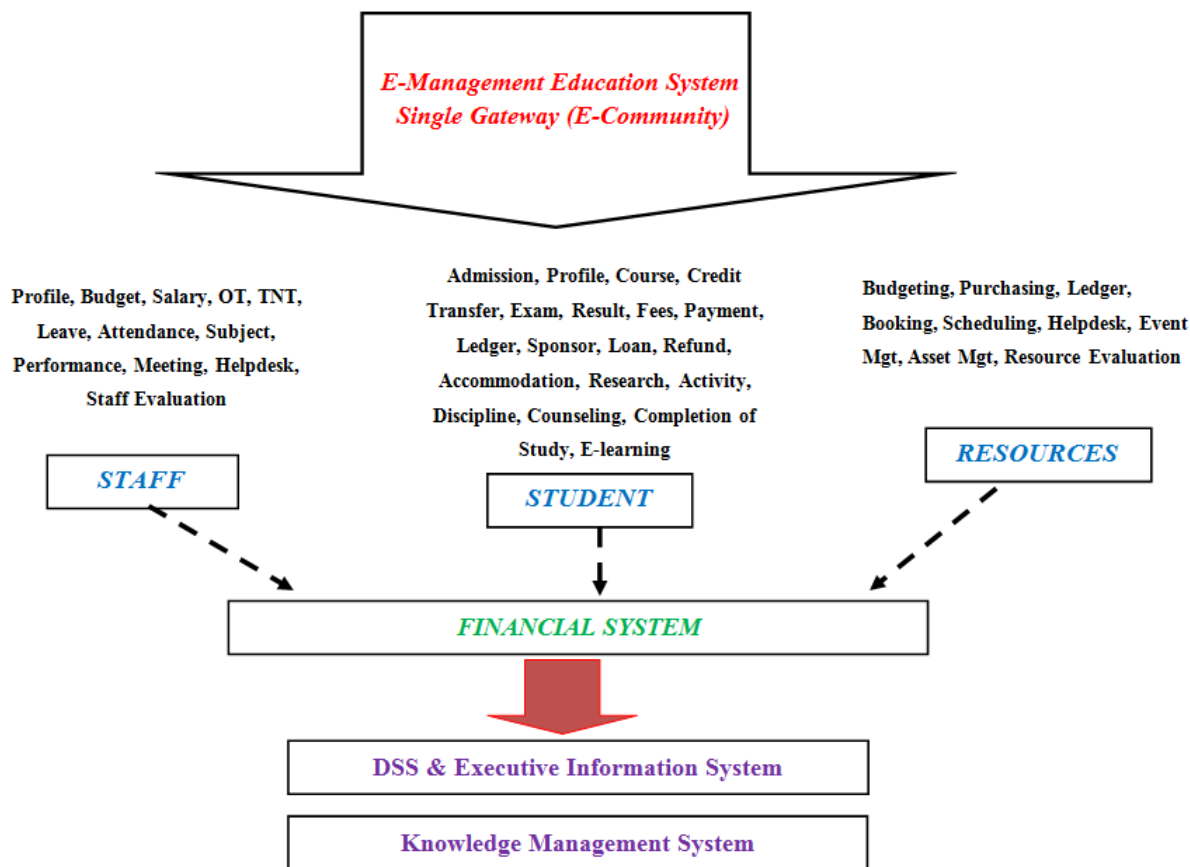 E-Management Education System
Single Gateway (E-Community)
Profile, Budget, Salary, OT, TNT,
Leave, Attendance, Subject,
Performance, Meeting, Helpdesk,
Staff Evaluation
STAFF
Admission, Profile, Course, Credit
Transfer, Exam, Result, Fees, Payment,
Ledger, Sponsor, Loan, Refund,
Accommodation, Research, Activity,
Discipline, Counseling, Completion of
Study, E-learning
STUDENT
Budgeting, Purchasing, Ledger,
Booking, Scheduling, Helpdesk, Event
Mgt, Asset Mgt, Resource Evaluation
RESOURCES
FINANCIAL SYSTEM
DSS & Executive Information System
Knowledge Management System